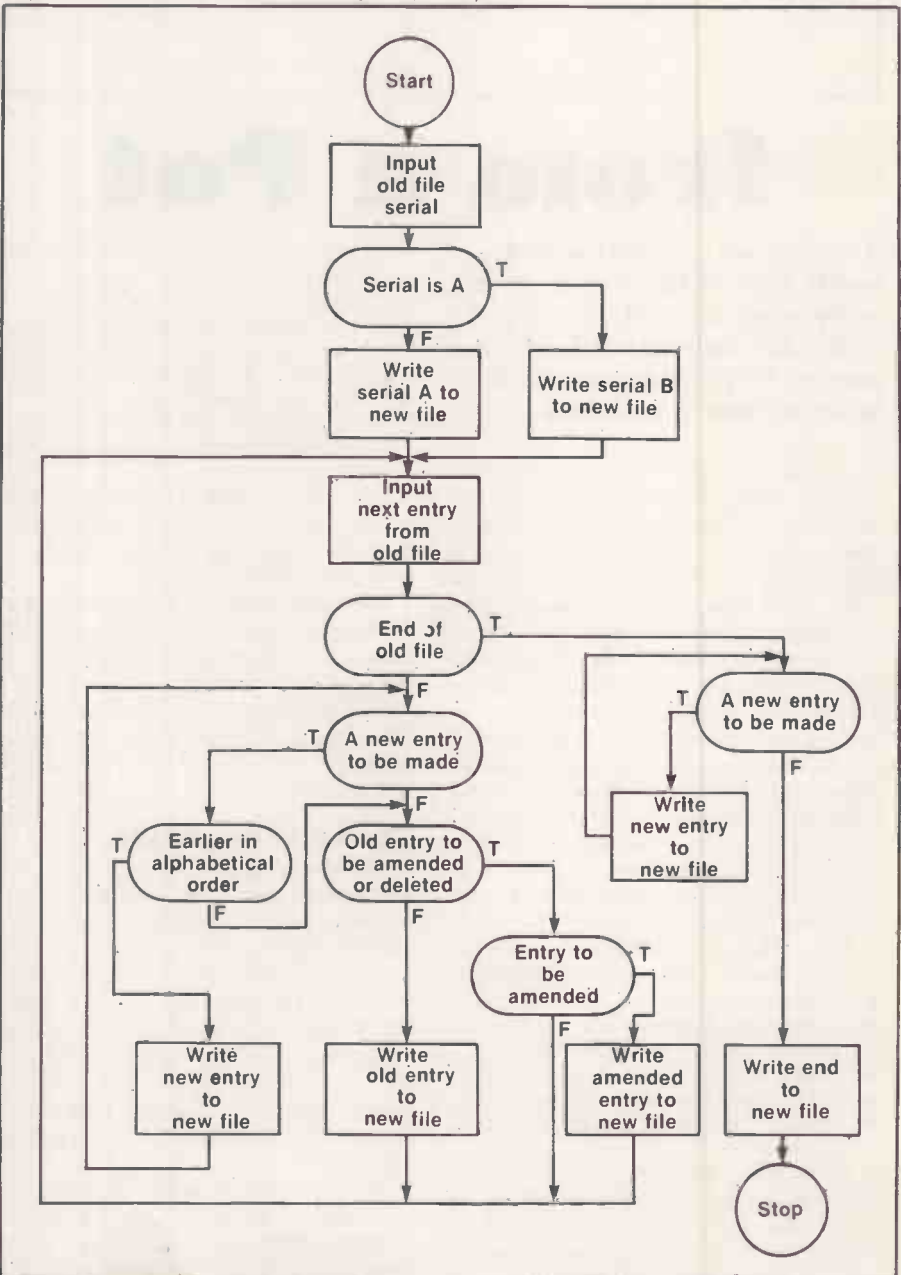 Start
Input
old file
serial
Serial is A
T
F
Write
serial A to
new file
Write serial B
to new file
Input
next entry
from
old file
End of
old file
T
F
A new entry
to be made
T
F
A new entry
to be made
T
F
Write
new entry
to
new file
Earlier in
alphabetical
order
T
F
Old entry to
be amended
or deleted
T
F
Entry to
be
amended
T
F
Write
new entry
to
new file
Write
old entry
to
new file
Write
amended
entry to
new file
Write end
to
new file
Stop